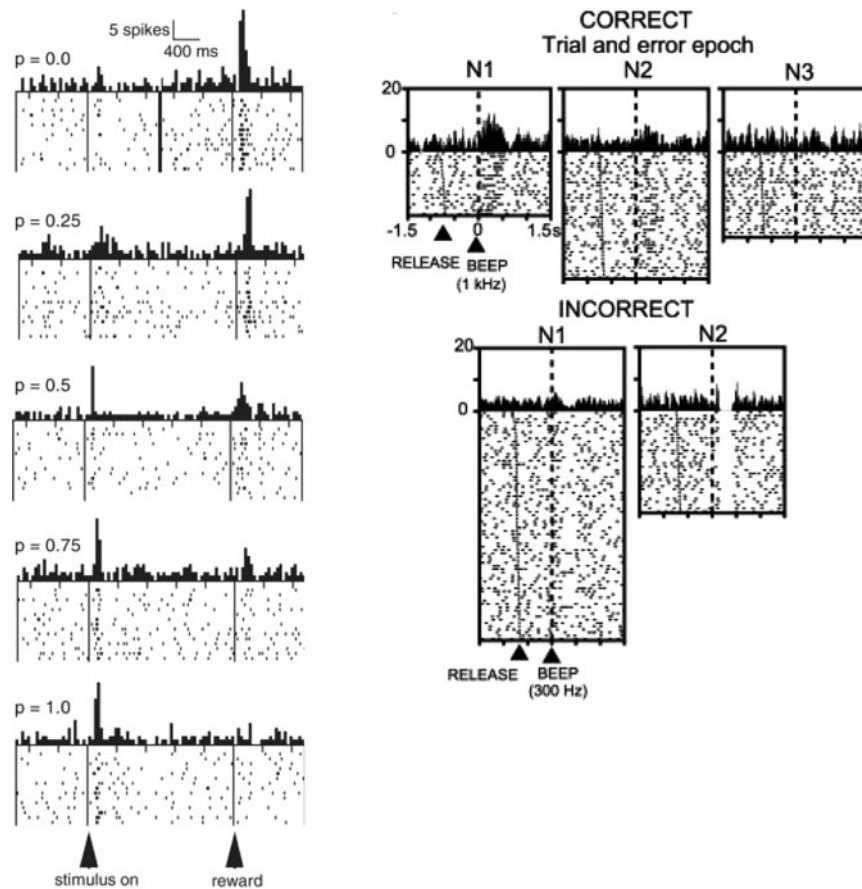 5 spikes
400 ms
p = 0.0
p = 0.25
p = 0.5
p = 0.75
p = 1.0
stimulus on
reward
CORRECT
Trial and error epoch
N1
N2
N3
20
0
-1.5
0
1.5s
RELEASE
BEEP
(1 kHz)
INCORRECT
N1
N2
20
0
RELEASE
BEEP
(300 Hz)